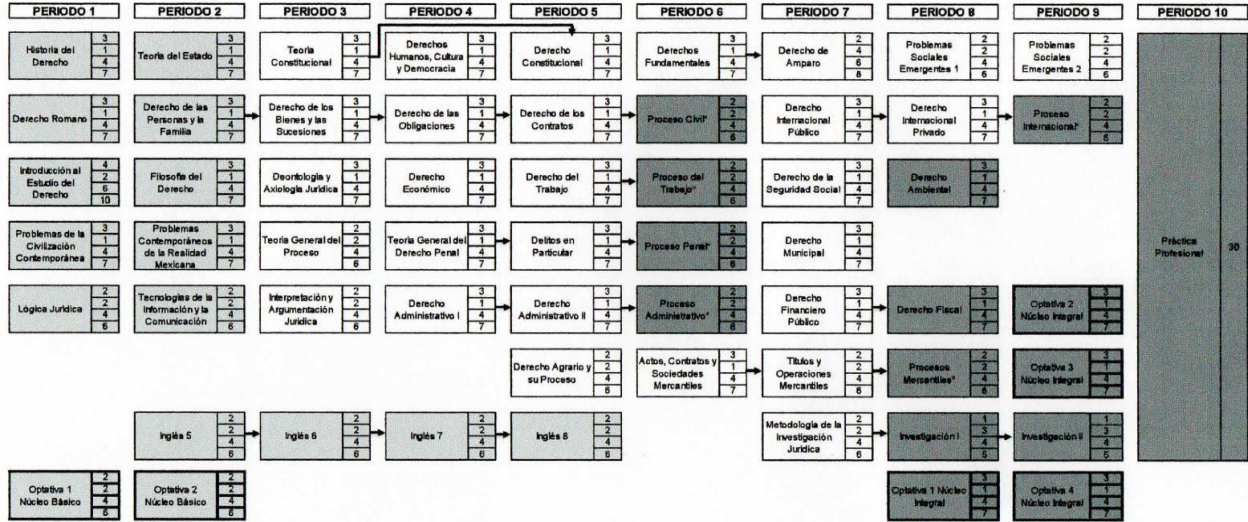 PERIODO 1
PERIODO 2
PERIODO 3
PERIODO 4
PERIODO 5
PERIODO 6
PERIODO 7
PERIODO 8
PERIODO 9
PERIODO 10
Historia del
Derecho
3
1
4
7
Teoría del Estado
3
1
4
7
Teoría
Constitucional
3
1
4
7
Derechos
Humanos, Cultura
y Democracia
3
1
4
7
Derecho
Constitucional
3
1
4
7
Derechos
Fundamentales
3
1
4
7
Derecho de
Amparo
2
4
6
8
Problemas
Sociales
Emergentes 1
2
2
4
6
Problemas
Sociales
Emergentes 2
2
2
4
6
Práctica
Profesional
30
Derecho Romano
3
1
4
7
Derecho de las
Personas y la
Familia
3
1
4
7
Derecho de los
Bienes y las
Sucesiones
3
1
4
7
Derecho de las
Obligaciones
3
1
4
7
Derecho de los
Contratos
3
1
4
7
Proceso Civil*
2
2
4
6
Derecho
Internacional
Público
3
1
4
7
Derecho
Internacional
Privado
3
1
4
7
Proceso
Internacional*
2
2
4
6
Introducción al
Estudio del
Derecho
4
2
6
10
Filosofía del
Derecho
3
1
4
7
Deontología y
Axiología Jurídica
3
1
4
7
Derecho
Económico
3
1
4
7
Derecho del
Trabajo
3
1
4
7
Proceso del
Trabajo*
2
2
4
6
Derecho de la
Seguridad Social
3
1
4
7
Derecho
Ambiental
3
1
4
7
Problemas de la
Civilización
Contemporánea
3
1
4
7
Problemas
Contemporáneos
de la Realidad
Mexicana
3
1
4
7
Teoría General del
Proceso
2
2
4
6
Teoría General del
Derecho Penal
3
1
4
7
Delitos en
Particular
3
1
4
7
Proceso Penal*
2
2
4
6
Derecho
Municipal
3
1
4
7
Lógica Jurídica
2
2
4
6
Tecnologías de la
Información y la
Comunicación
2
2
4
6
Interpretación y
Argumentación
Jurídica
2
2
4
6
Derecho
Administrativo I
3
1
4
7
Derecho
Administrativo II
3
1
4
7
Proceso
Administrativo*
2
2
4
6
Derecho
Financiero
Público
3
1
4
7
Derecho Fiscal
3
1
4
7
Optativa 2
Núcleo Integral
3
1
4
7
Derecho Agrario y
su Proceso
2
2
4
6
Actos, Contratos y
Sociedades
Mercantiles
3
1
4
7
Títulos y
Operaciones
Mercantiles
2
2
4
6
Procesos
Mercantiles*
2
2
4
6
Optativa 3
Núcleo Integral
3
1
4
7
Inglés 5
2
2
4
6
Inglés 6
2
2
4
6
Inglés 7
2
2
4
6
Inglés 8
2
2
4
6
Metodología de la
Investigación
Jurídica
2
2
4
6
Investigación I
1
3
4
5
Investigación II
1
3
4
5
Optativa 1
Núcleo Básico
2
2
4
6
Optativa 2
Núcleo Básico
2
2
4
6
Optativa 1 Núcleo
Integral
3
1
4
7
Optativa 4
Núcleo Integral
3
1
4
7